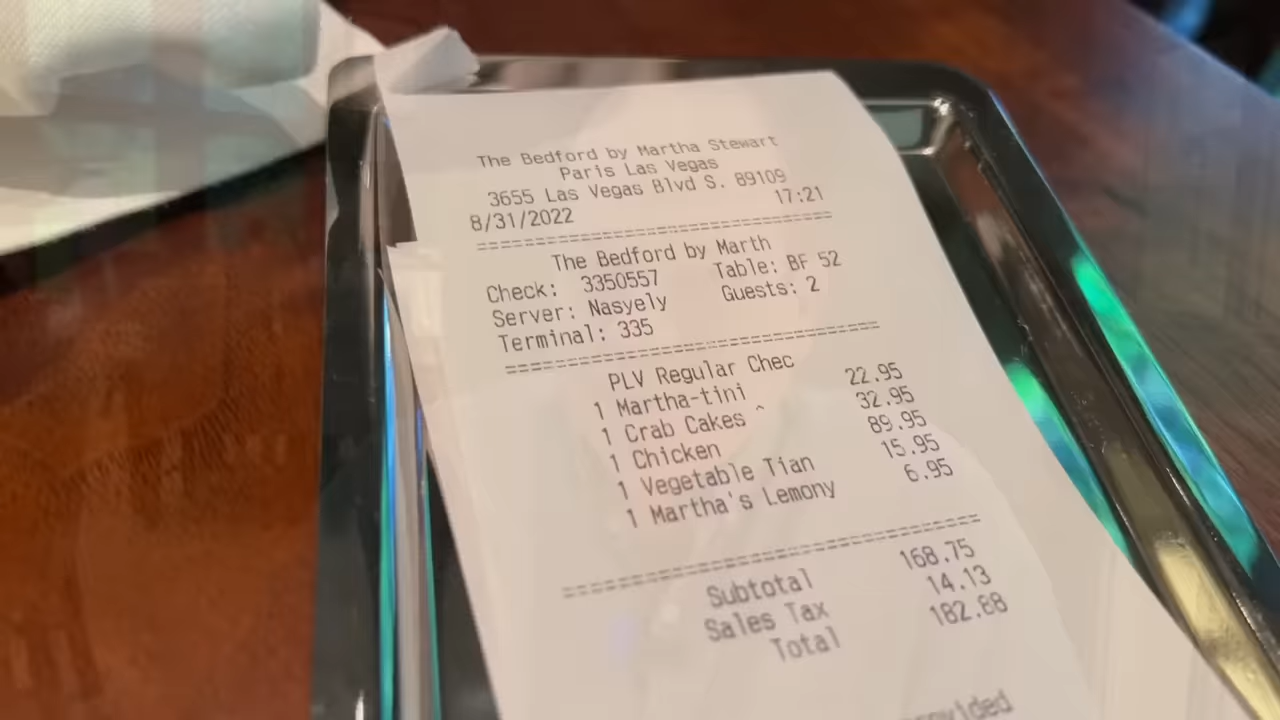 The Bedford by Martha Stewart
Paris Las Vegas
3655 Las Vegas Blvd S. 89109
8/31/2022 17:21
The Bedford by Marth
Check: 3350557 Table: BF 52
Server: Nasyely Guests: 2
Terminal: 335
PLV Regular Chec
1 Martha-tini 22.95
1 Crab Cakes ^ 32.95
1 Chicken 89.95
1 Vegetable Tian 15.95
1 Martha's Lemony 6.95
Subtotal 168.75
Sales Tax 14.13
Total 182.88